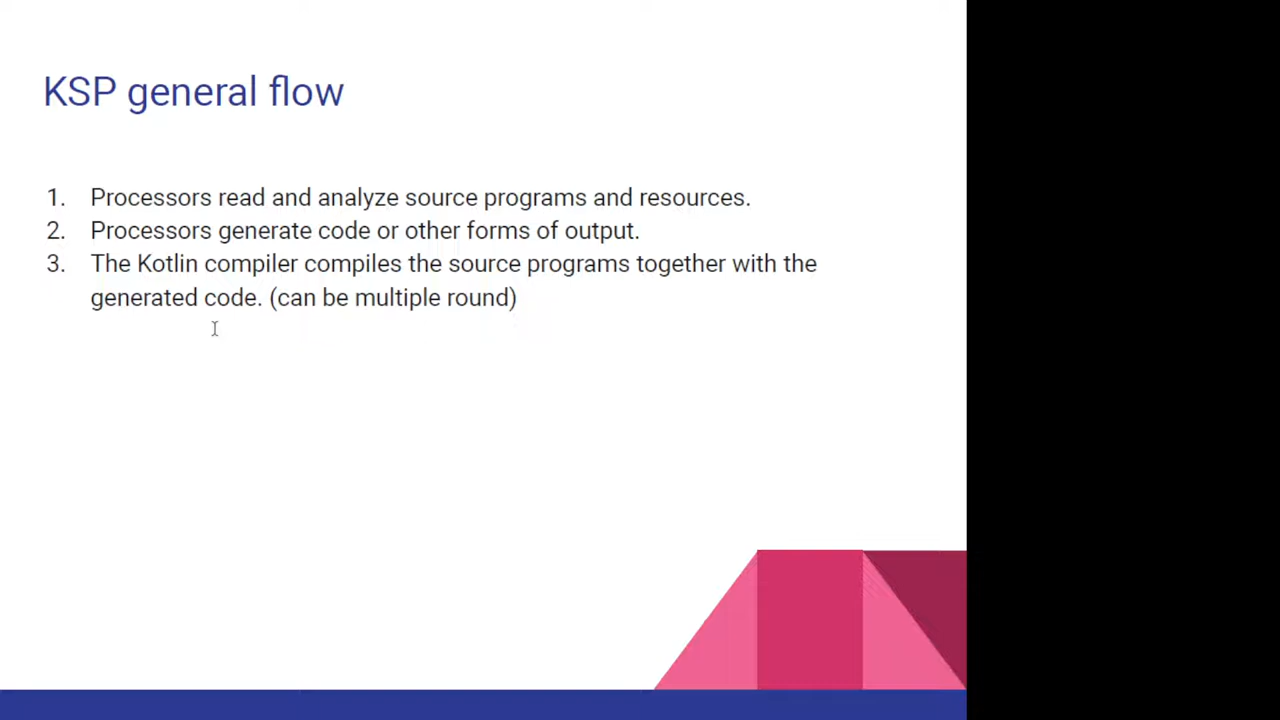 KSP general flow
1. Processors read and analyze source programs and resources.
2. Processors generate code or other forms of output.
3. The Kotlin compiler compiles the source programs together with the
generated code. (can be multiple round)